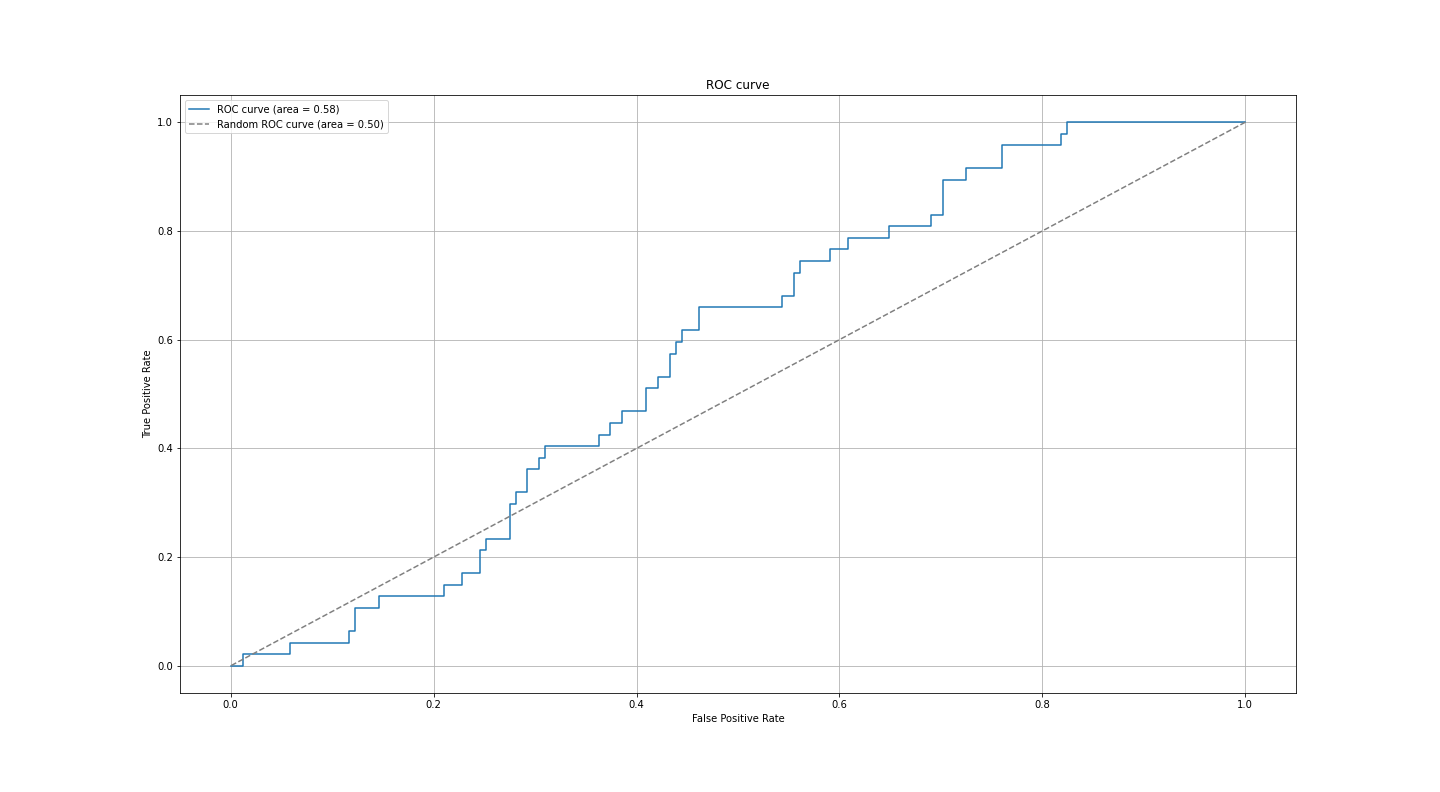 ROC curve
ROC curve (area = 0.58)
Random ROC curve (area = 0.50)
1.0
0.8
0.6
0.4
0.2
0.0
True Positive Rate
0.0 0.2 0.4 0.6 0.8 1.0
False Positive Rate